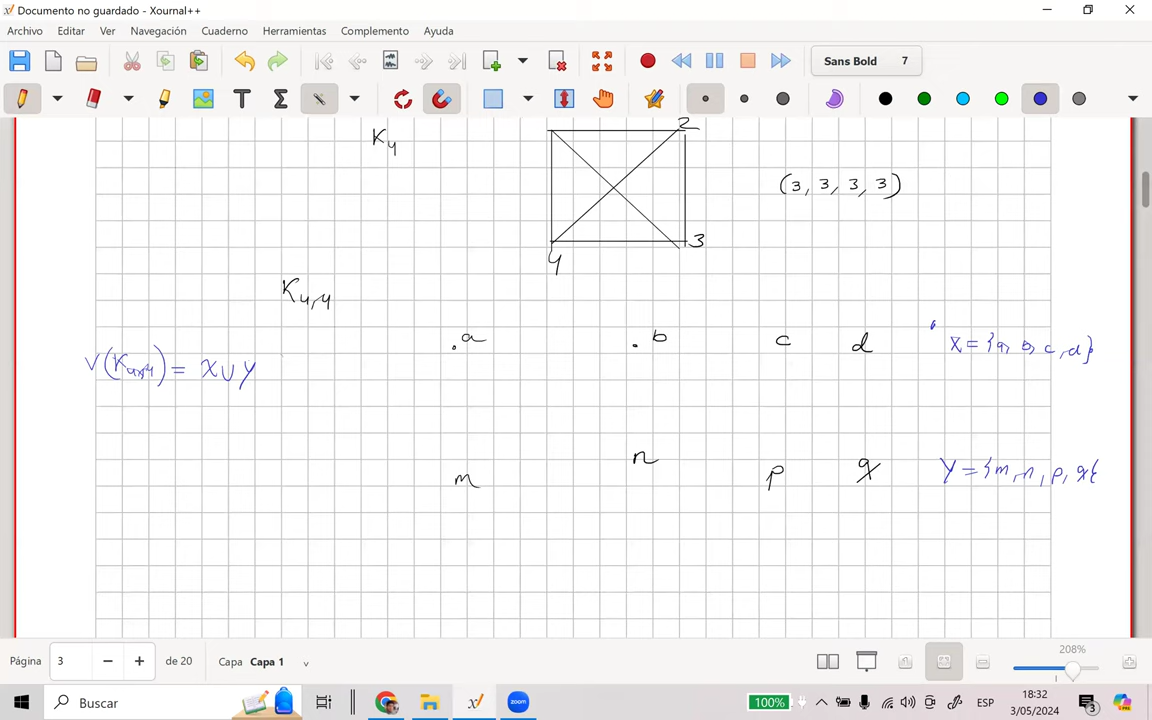 Documento no guardado - Xournal++
Archivo Editar Ver Navegación Cuaderno Herramientas Complemento Ayuda
Sans Bold 7
K4
2
(3, 3, 3, 3)
3
4
K4,4
a b c d X = {a, b, c, d}
V(K4,4) = X U Y
m n p q Y = {m, n, p, q}
Página 3 de 20 Capa Capa 1 208%
Buscar
100% ESP 18:32
3/05/2024 3
zoom